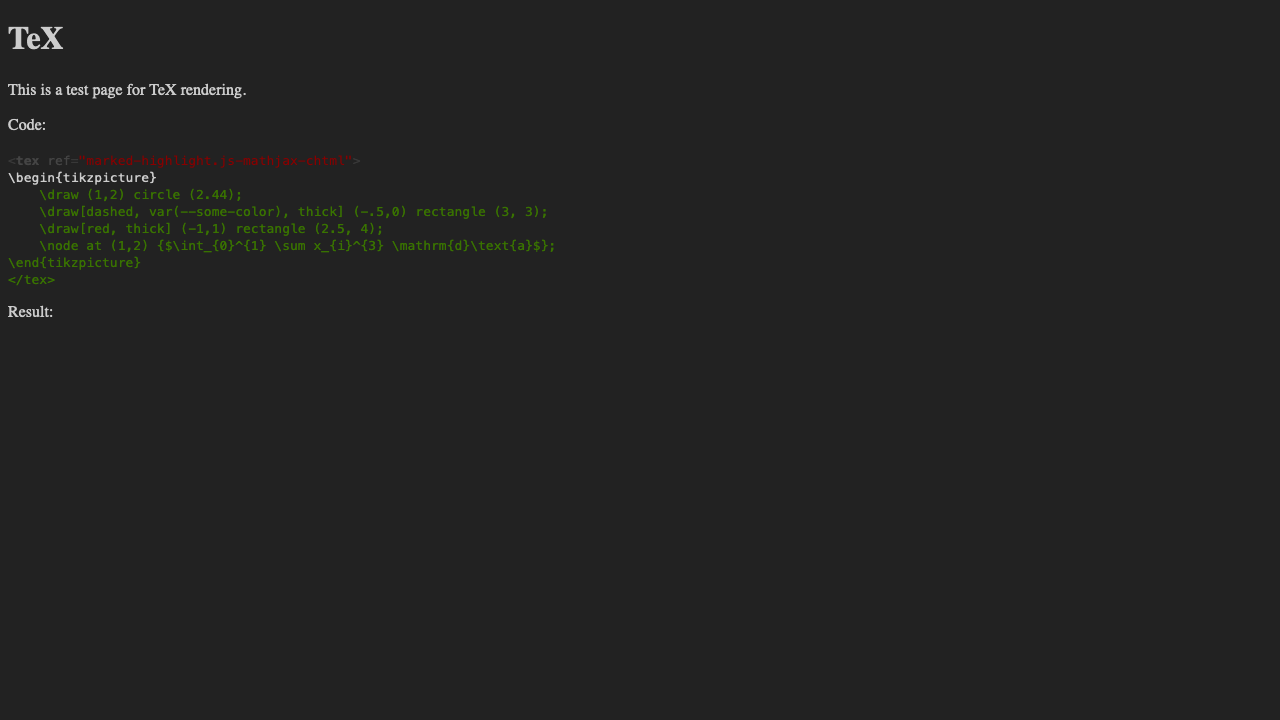 TeX
This is a test page for TeX rendering.
Code:
<tex ref="marked-highlight.js-mathjax-chtml">
\begin{tikzpicture}
    \draw (1,2) circle (2.44);
    \draw[dashed, var(--some-color), thick] (-.5,0) rectangle (3, 3);
    \draw[red, thick] (-1,1) rectangle (2.5, 4);
    \node at (1,2) {$\int_{0}^{1} \sum x_{i}^{3} \mathrm{d}\text{a}$};
\end{tikzpicture}
</tex>
Result: